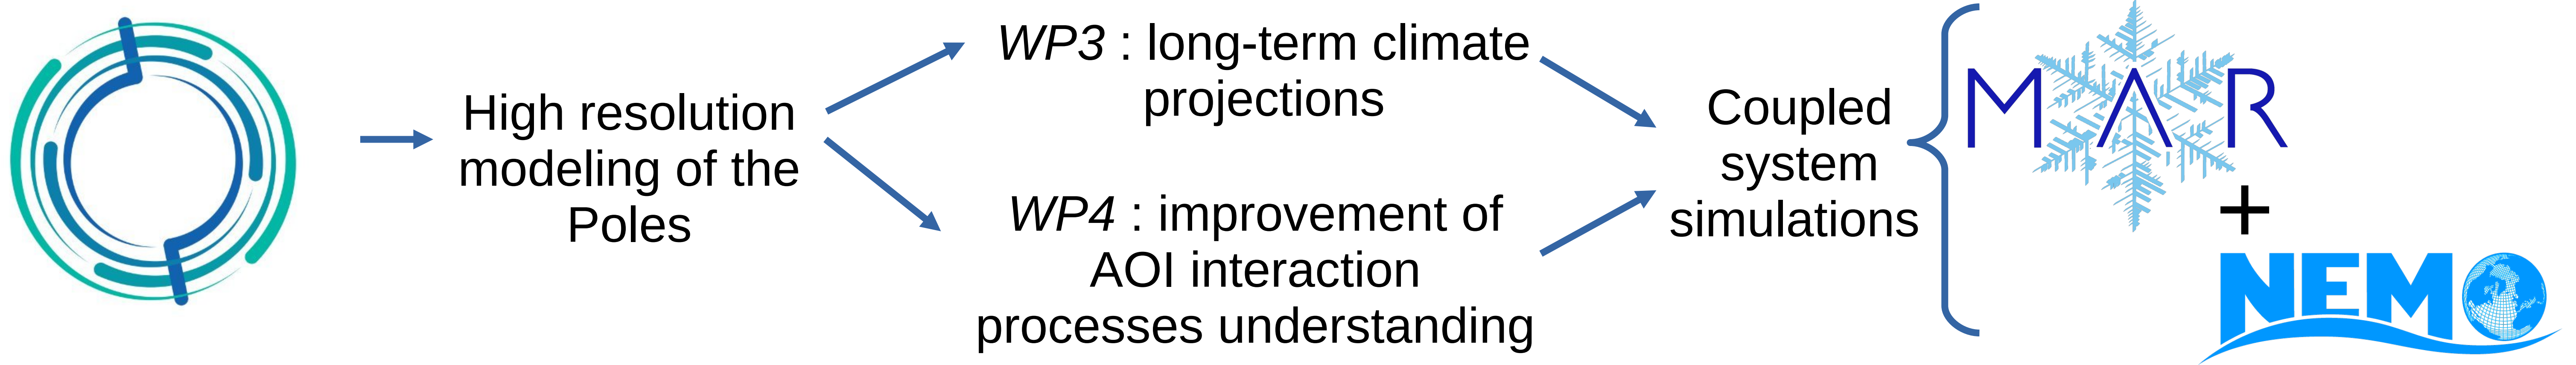 High resolution
modeling of the
Poles
WP3 : long-term climate
projections
WP4 : improvement of
AOI interaction
processes understanding
Coupled
system
simulations
MAR
+
NEMO